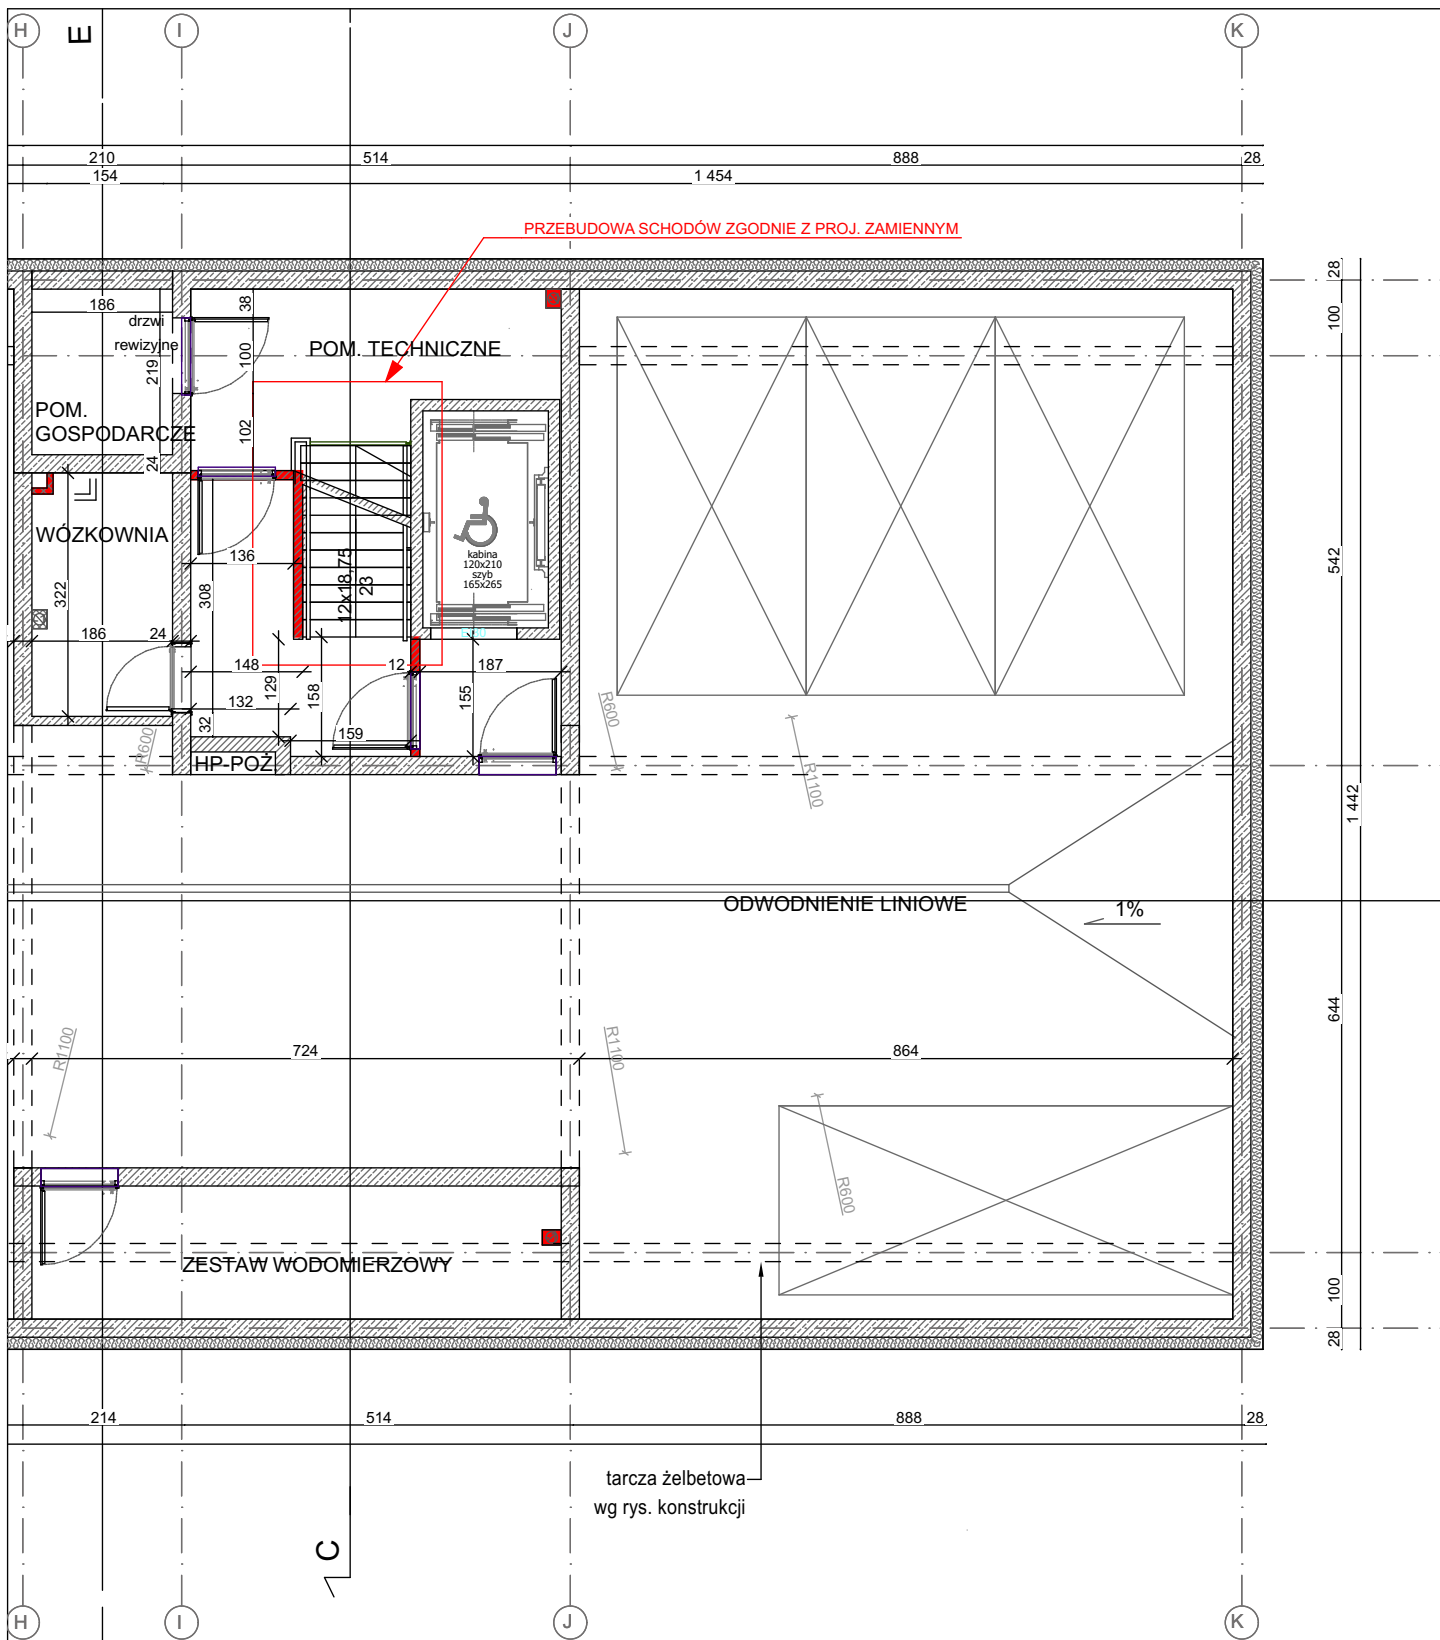 H
E
I
J
K
210
514
888
28
154
1 454
PRZEBUDOWA SCHODÓW ZGODNIE Z PROJ. ZAMIENNYM
28
100
542
1 442
644
100
28
186
drzwi
rewizyjne
219
38
100
102
POM. TECHNICZNE
POM.
GOSPODARCZE
24
WÓZKOWNIA
322
186
24
136
308
12x18,75
23
kabina
120x210
szyb
165x265
148
12
187
129
158
155
132
32
159
HP-POŻ
R600
R600
R1100
ODWODNIENIE LINIOWE
1%
R1100
724
R1100
864
R600
ZESTAW WODOMIERZOWY
214
514
888
28
tarcza żelbetowa
wg rys. konstrukcji
C
H
I
J
K